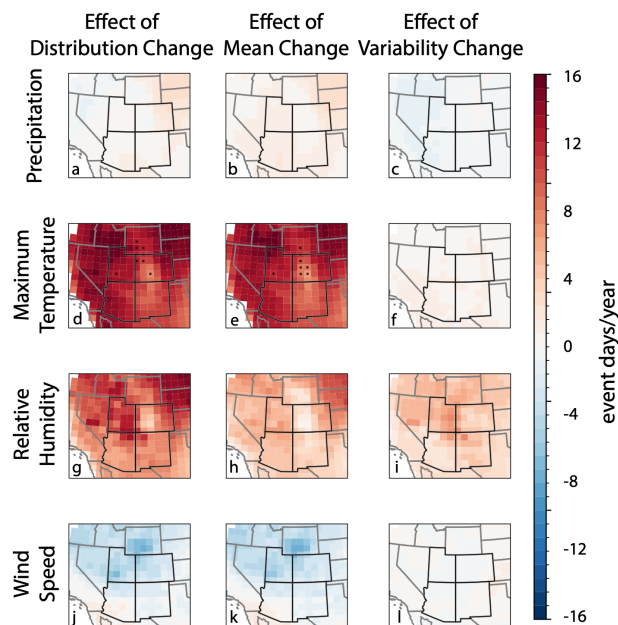 Effect of
Distribution Change
Effect of
Mean Change
Effect of
Variability Change
Precipitation
a
b
c
Maximum
Temperature
d
e
f
Relative
Humidity
g
h
i
Wind
Speed
j
k
l
16
12
8
4
0
-4
-8
-12
-16
event days/year